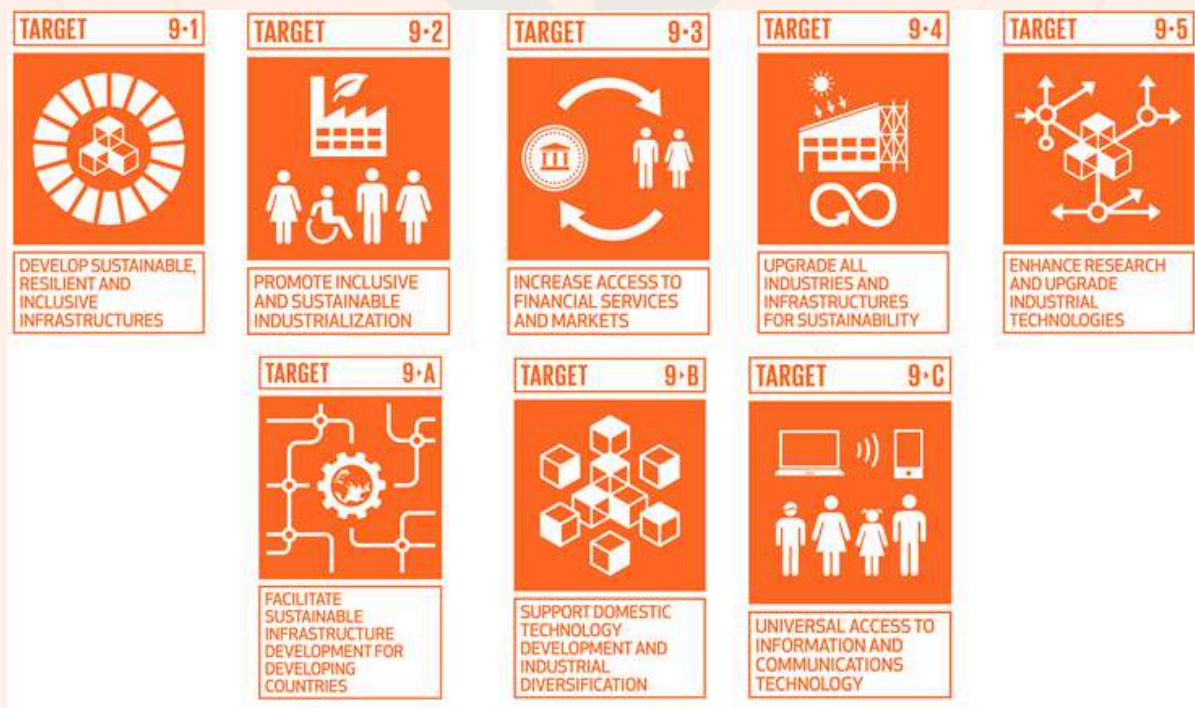 TARGET 9·1
DEVELOP SUSTAINABLE,
RESILIENT AND
INCLUSIVE
INFRASTRUCTURES
TARGET 9·2
PROMOTE INCLUSIVE
AND SUSTAINABLE
INDUSTRIALIZATION
TARGET 9·3
INCREASE ACCESS TO
FINANCIAL SERVICES
AND MARKETS
TARGET 9·4
UPGRADE ALL
INDUSTRIES AND
INFRASTRUCTURES
FOR SUSTAINABILITY
TARGET 9·5
ENHANCE RESEARCH
AND UPGRADE
INDUSTRIAL
TECHNOLOGIES
TARGET 9·A
FACILITATE
SUSTAINABLE
INFRASTRUCTURE
DEVELOPMENT FOR
DEVELOPING
COUNTRIES
TARGET 9·B
SUPPORT DOMESTIC
TECHNOLOGY
DEVELOPMENT AND
INDUSTRIAL
DIVERSIFICATION
TARGET 9·C
UNIVERSAL ACCESS TO
INFORMATION AND
COMMUNICATIONS
TECHNOLOGY